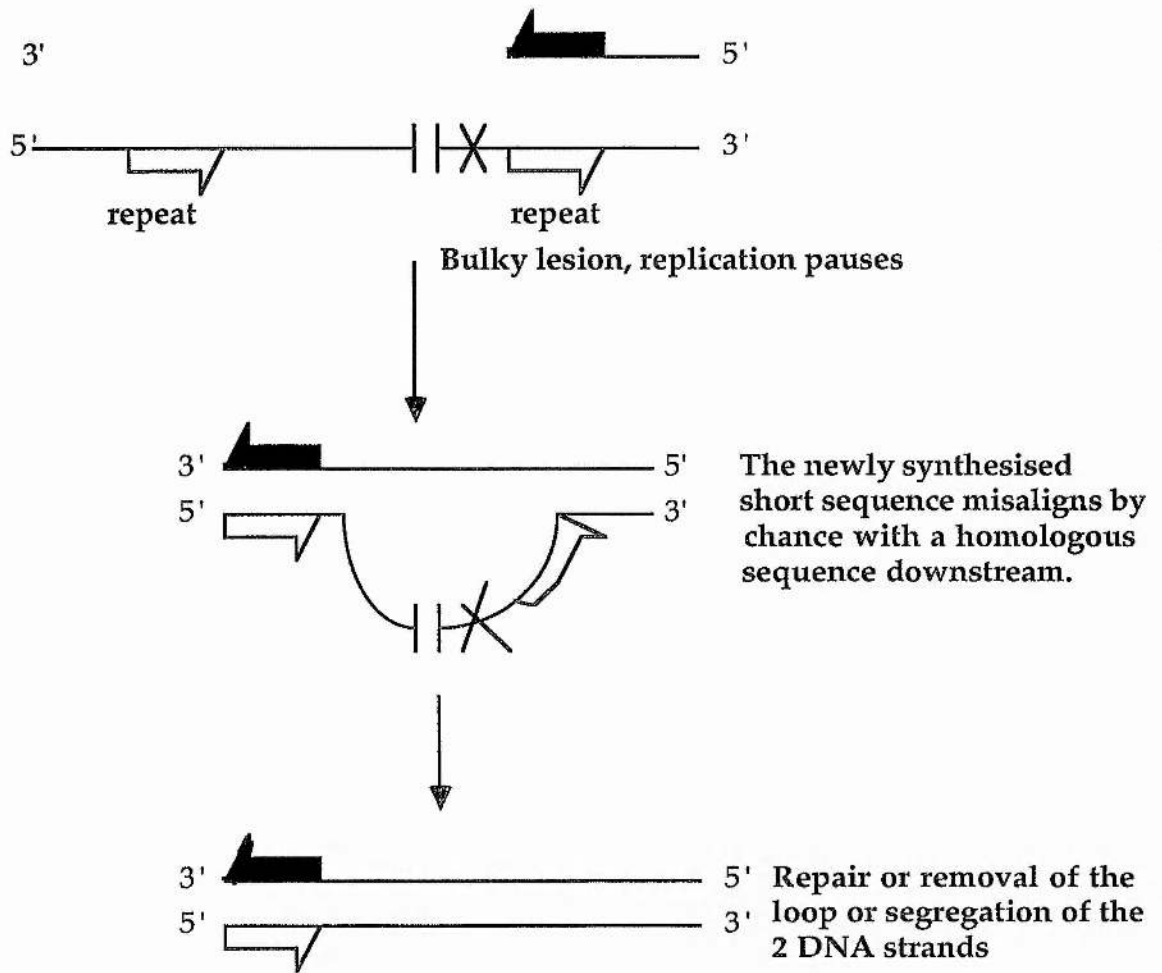 3' 5'
5' 3'
repeat repeat
Bulky lesion, replication pauses
3' 5'
5' 3'
The newly synthesised
short sequence misaligns by
chance with a homologous
sequence downstream.
3' 5'
5' 3'
Repair or removal of the
loop or segregation of the
2 DNA strands